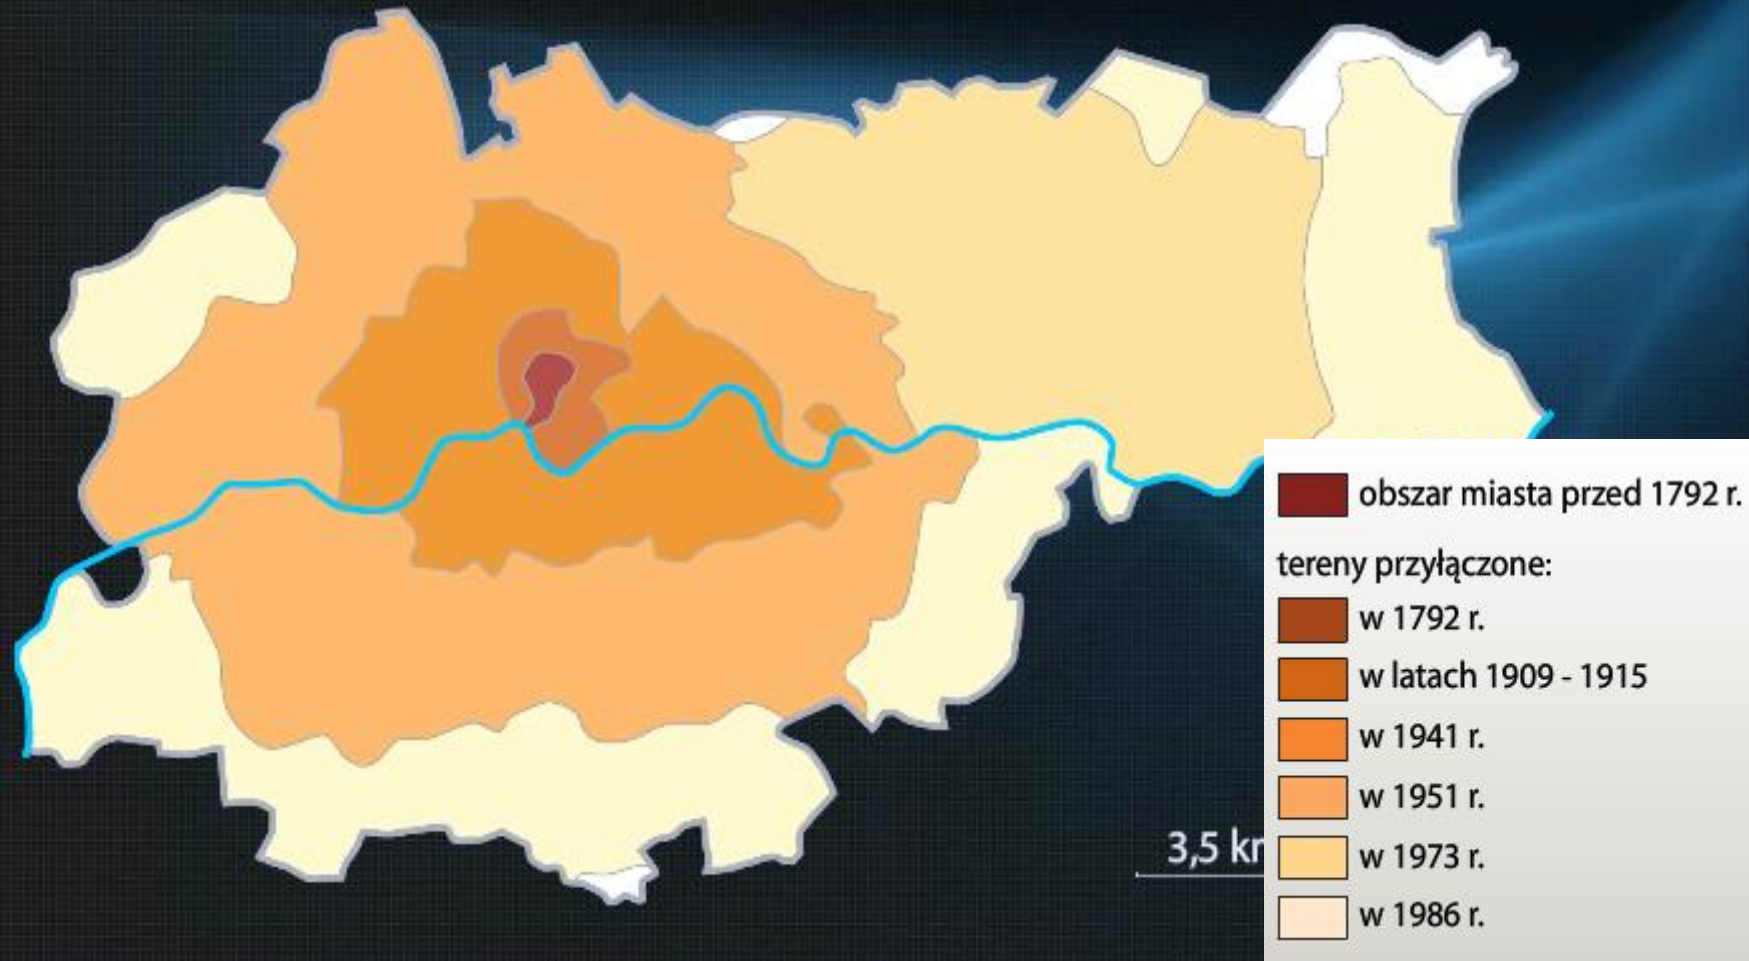 obszar miasta przed 1792 r.
tereny przyłączone:
w 1792 r.
w latach 1909 - 1915
w 1941 r.
w 1951 r.
3,5 k
w 1973 r.
w 1986 r.